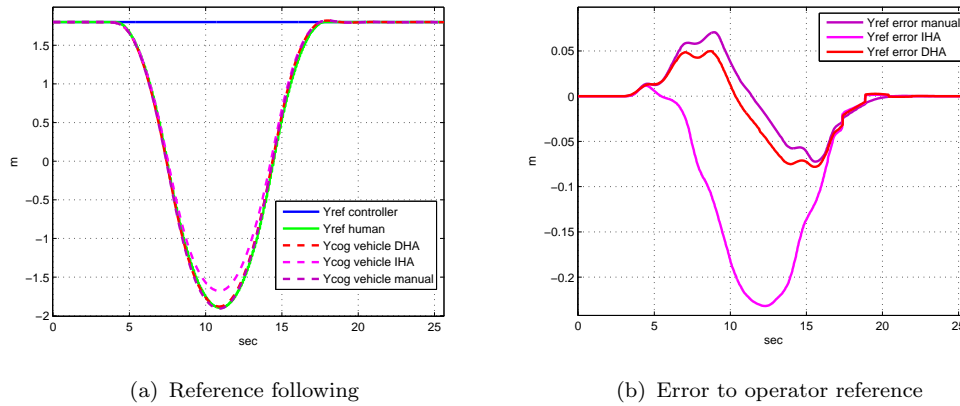 1.5
1
0.5
0
−0.5
−1
−1.5
−2
m
0 5 10 15 20 25
sec
Yref controller
Yref human
Ycog vehicle DHA
Ycog vehicle IHA
Ycog vehicle manual
(a) Reference following
0.05
0
−0.05
−0.1
−0.15
−0.2
m
0 5 10 15 20 25
sec
Yref error manual
Yref error IHA
Yref error DHA
(b) Error to operator reference